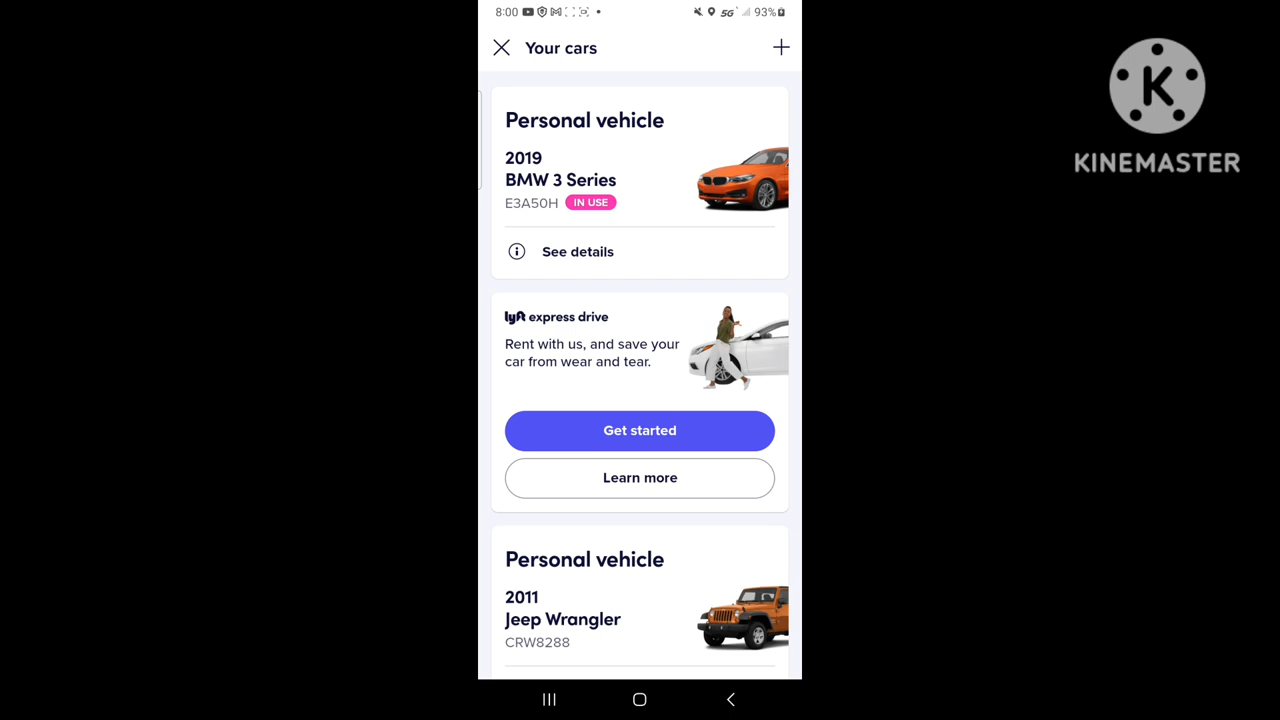 8:00 5G 93%
Your cars
Personal vehicle
2019
BMW 3 Series
E3A50H IN USE
See details
lyft express drive
Rent with us, and save your
car from wear and tear.
Get started
Learn more
Personal vehicle
2011
Jeep Wrangler
CRW8288
K
KINEMASTER